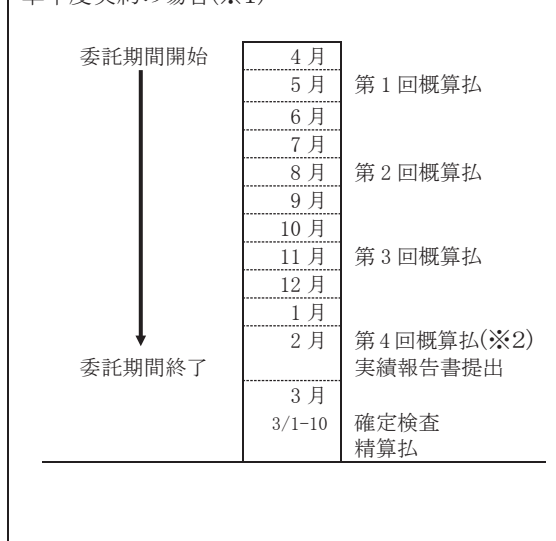 単年度契約の場合(※1)
委託期間開始 4月
5月 第1回概算払
6月
7月
8月 第2回概算払
9月
10月
11月 第3回概算払
12月
1月
2月 第4回概算払(※2)
委託期間終了 実績報告書提出
3月
3/1-10 確定検査
精算払